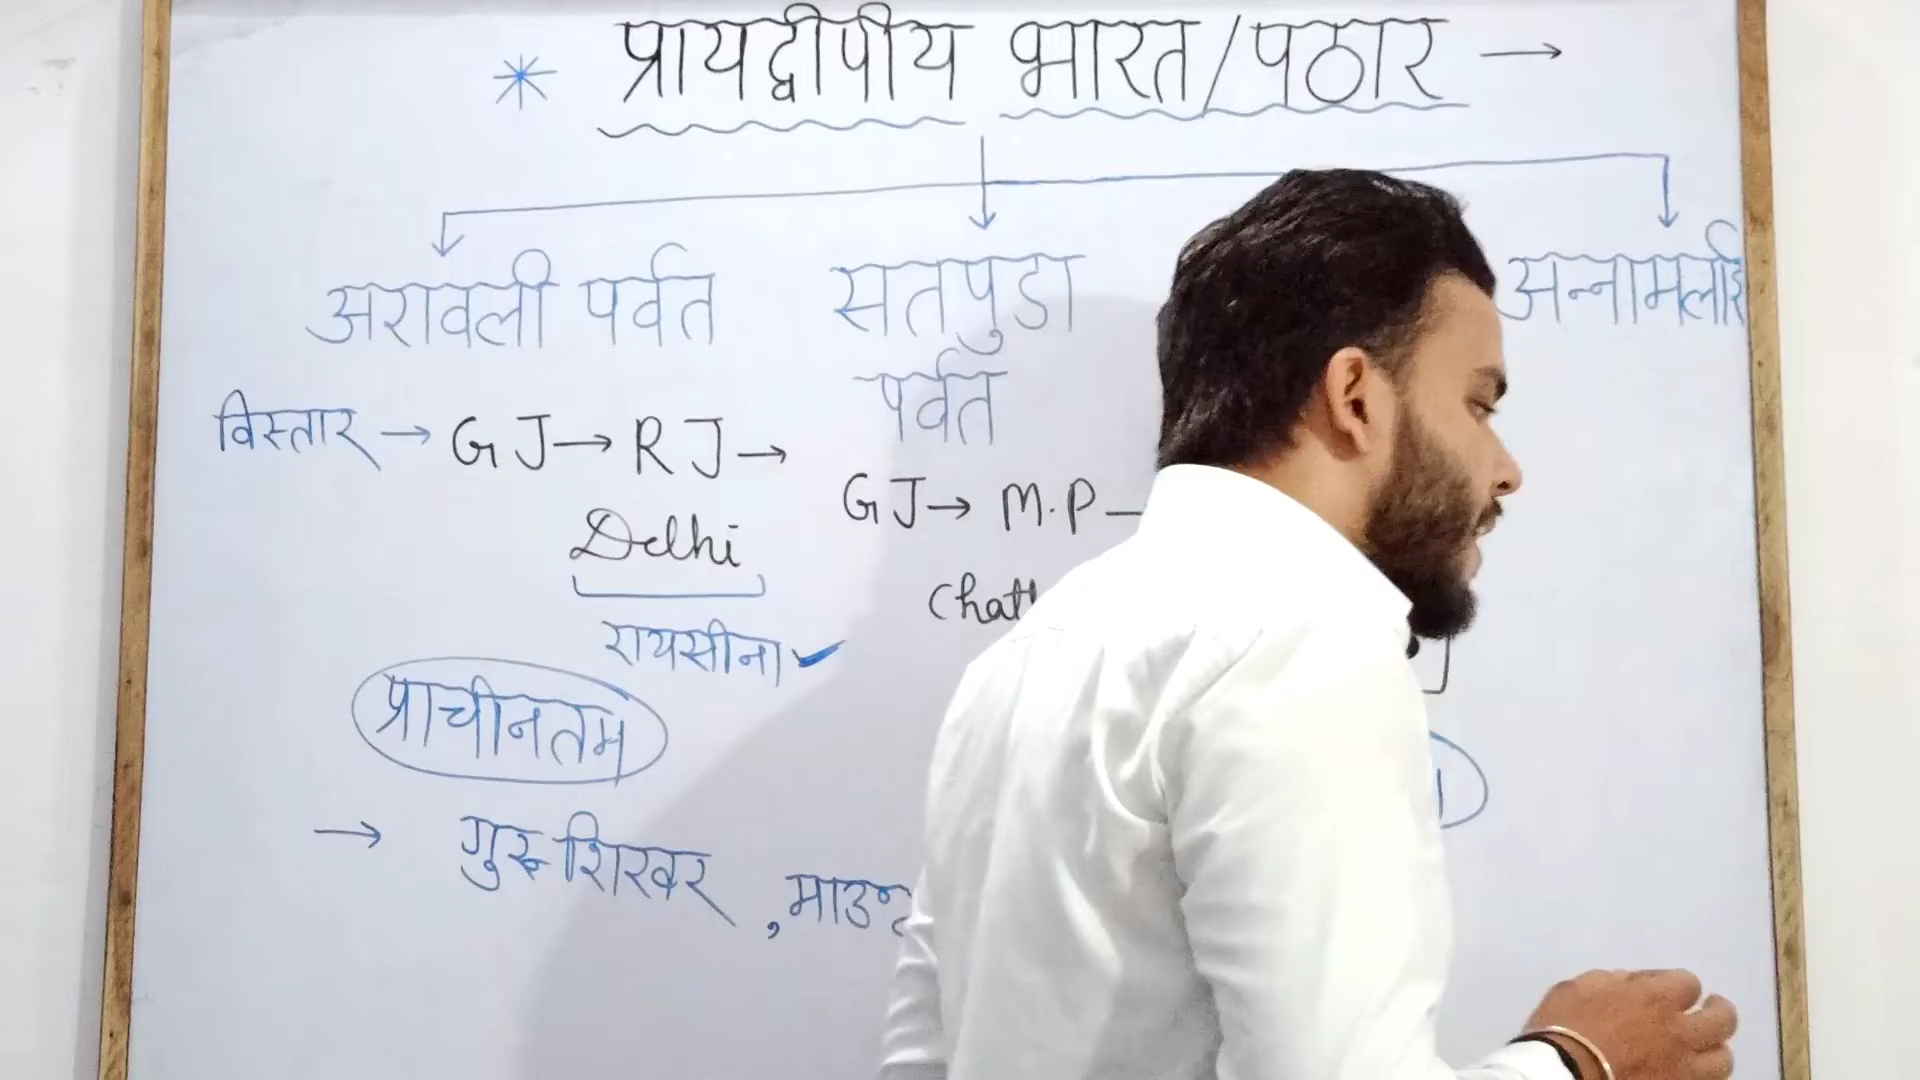 * प्रायद्वीपीय भारत/पठार →
अरावली पर्वत
विस्तार → GJ → RJ →
Delhi
रायसीना ✓
प्राचीनतम
→ गुरु शिखर , माउन्ट
सतपुडा
पर्वत
GJ → M.P –
अन्नामलाई